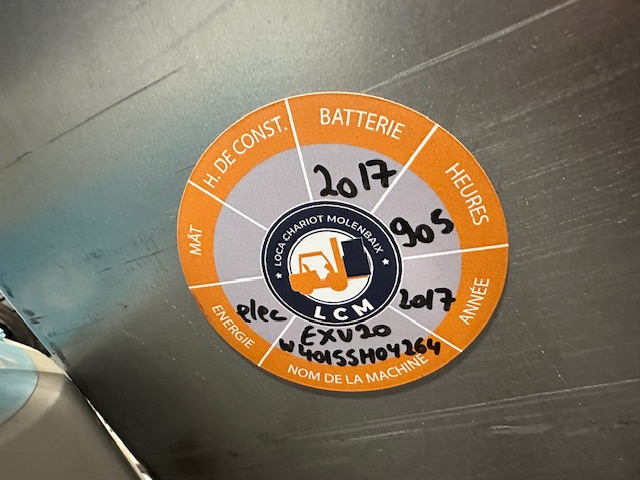 H. DE CONST.
BATTERIE
2017
HEURES
905
ANNÉE
2017
NOM DE LA MACHINE
EXV20
W401SSH04264
ENERGIE
elec
MÂT
LOCA CHARIOT MOLENBAIX
LCM